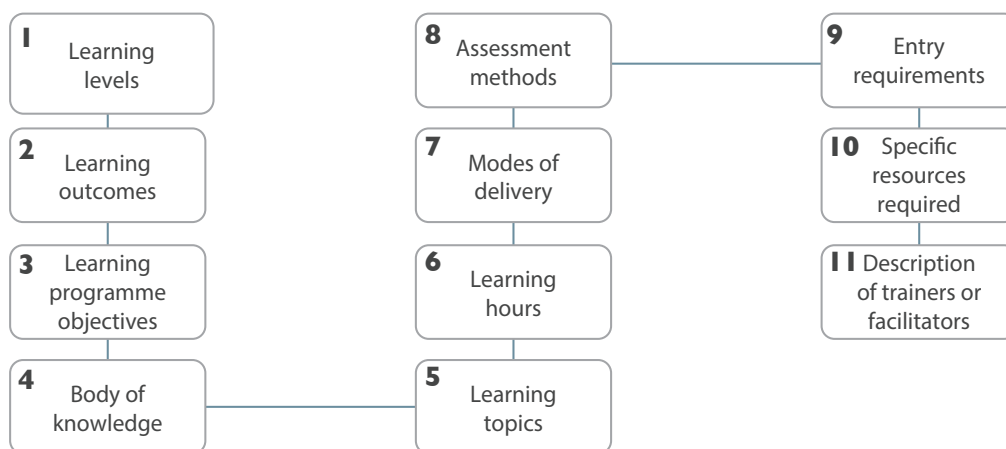 1
Learning
levels
2
Learning
outcomes
3
Learning
programme
objectives
4
Body of
knowledge
5
Learning
topics
6
Learning
hours
7
Modes of
delivery
8
Assessment
methods
9
Entry
requirements
10
Specific
resources
required
11
Description
of trainers or
facilitators